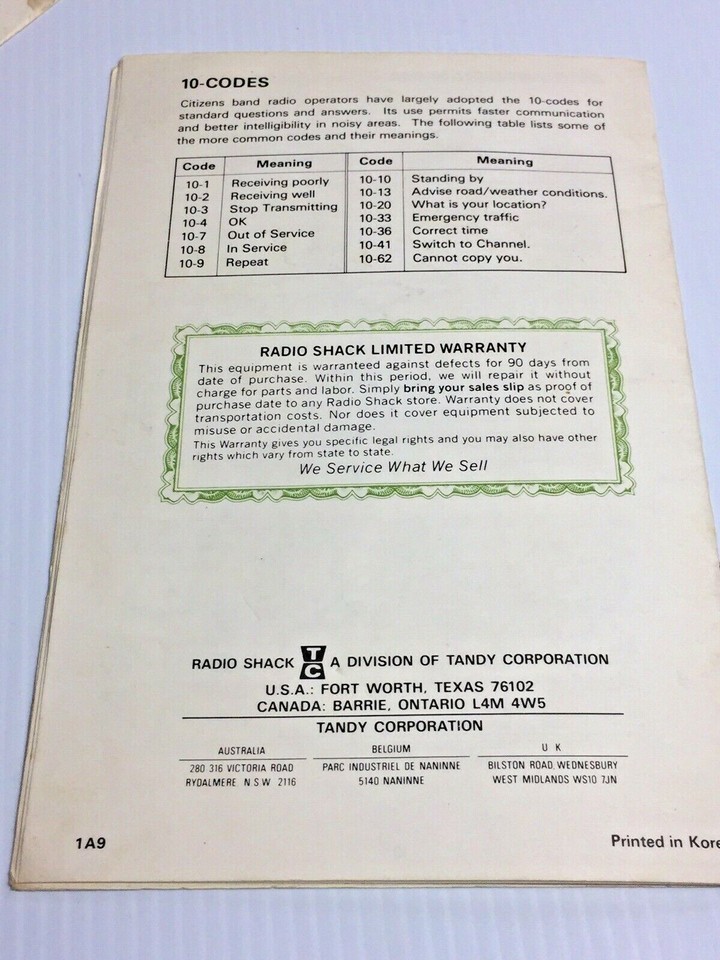 10-CODES
Citizens band radio operators have largely adopted the 10-codes for
standard questions and answers. Its use permits faster communication
and better intelligibility in noisy areas. The following table lists some of
the more common codes and their meanings.
Code Meaning Code Meaning
10-1 Receiving poorly 10-10 Standing by
10-2 Receiving well 10-13 Advise road/weather conditions.
10-3 Stop Transmitting 10-20 What is your location?
10-4 OK 10-33 Emergency traffic
10-7 Out of Service 10-36 Correct time
10-8 In Service 10-41 Switch to Channel.
10-9 Repeat 10-62 Cannot copy you.
RADIO SHACK LIMITED WARRANTY
This equipment is warranteed against defects for 90 days from
date of purchase. Within this period, we will repair it without
charge for parts and labor. Simply bring your sales slip as proof of
purchase date to any Radio Shack store. Warranty does not cover
transportation costs. Nor does it cover equipment subjected to
misuse or accidental damage.
This Warranty gives you specific legal rights and you may also have other
rights which vary from state to state.
We Service What We Sell
RADIO SHACK TC A DIVISION OF TANDY CORPORATION
U.S.A.: FORT WORTH, TEXAS 76102
CANADA: BARRIE, ONTARIO L4M 4W5
TANDY CORPORATION
AUSTRALIA BELGIUM U K
280 316 VICTORIA ROAD PARC INDUSTRIEL DE NANINNE BILSTON ROAD, WEDNESBURY
RYDALMERE N S W 2116 5140 NANINNE WEST MIDLANDS WS10 7JN
1A9 Printed in Kore